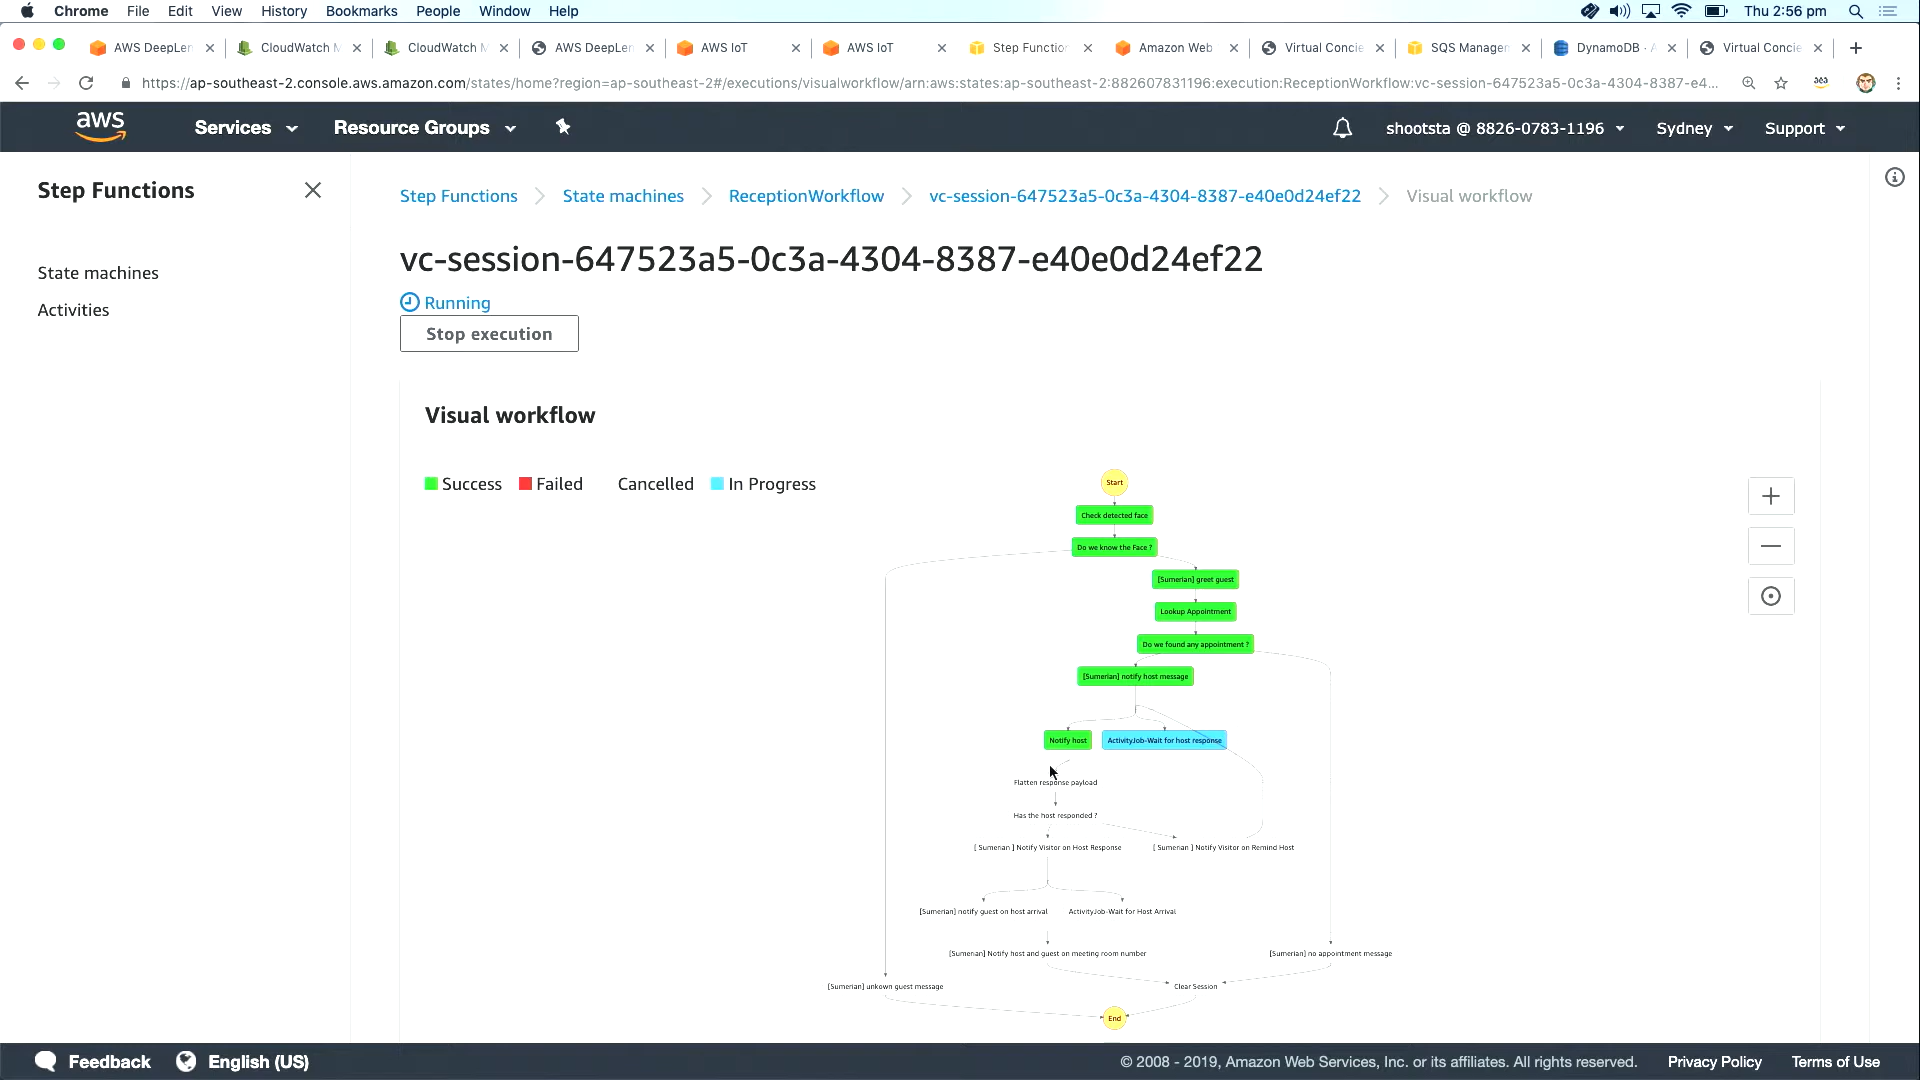 Chrome File Edit View History Bookmarks People Window Help Thu 2:56 pm
AWS DeepLen CloudWatch M CloudWatch M AWS DeepLen AWS IoT AWS IoT Step Function Amazon Web Virtual Concie SQS Managem DynamoDB · A Virtual Concie
https://ap-southeast-2.console.aws.amazon.com/states/home?region=ap-southeast-2#/executions/visualworkflow/arn:aws:states:ap-southeast-2:882607831196:execution:ReceptionWorkflow:vc-session-647523a5-0c3a-4304-8387-e4...
aws Services Resource Groups shootsta @ 8826-0783-1196 Sydney Support
Step Functions
State machines
Activities
Step Functions State machines ReceptionWorkflow vc-session-647523a5-0c3a-4304-8387-e40e0d24ef22 Visual workflow
vc-session-647523a5-0c3a-4304-8387-e40e0d24ef22
Running
Stop execution
Visual workflow
Success Failed Cancelled In Progress
Start
Check detected face
Do we know the Face ?
[Sumerian] greet guest
Lookup Appointment
Do we found any appointment ?
[Sumerian] notify host message
Notify host ActivityJob-Wait for host response
Flatten response payload
Has the host responded ?
[ Sumerian ] Notify Visitor on Host Response [ Sumerian ] Notify Visitor on Remind Host
[Sumerian] notify guest on host arrival ActivityJob-Wait for Host Arrival
[Sumerian] Notify host and guest on meeting room number [Sumerian] no appointment message
[Sumerian] unkown guest message Clear Session
End
Feedback English (US) © 2008 - 2019, Amazon Web Services, Inc. or its affiliates. All rights reserved. Privacy Policy Terms of Use